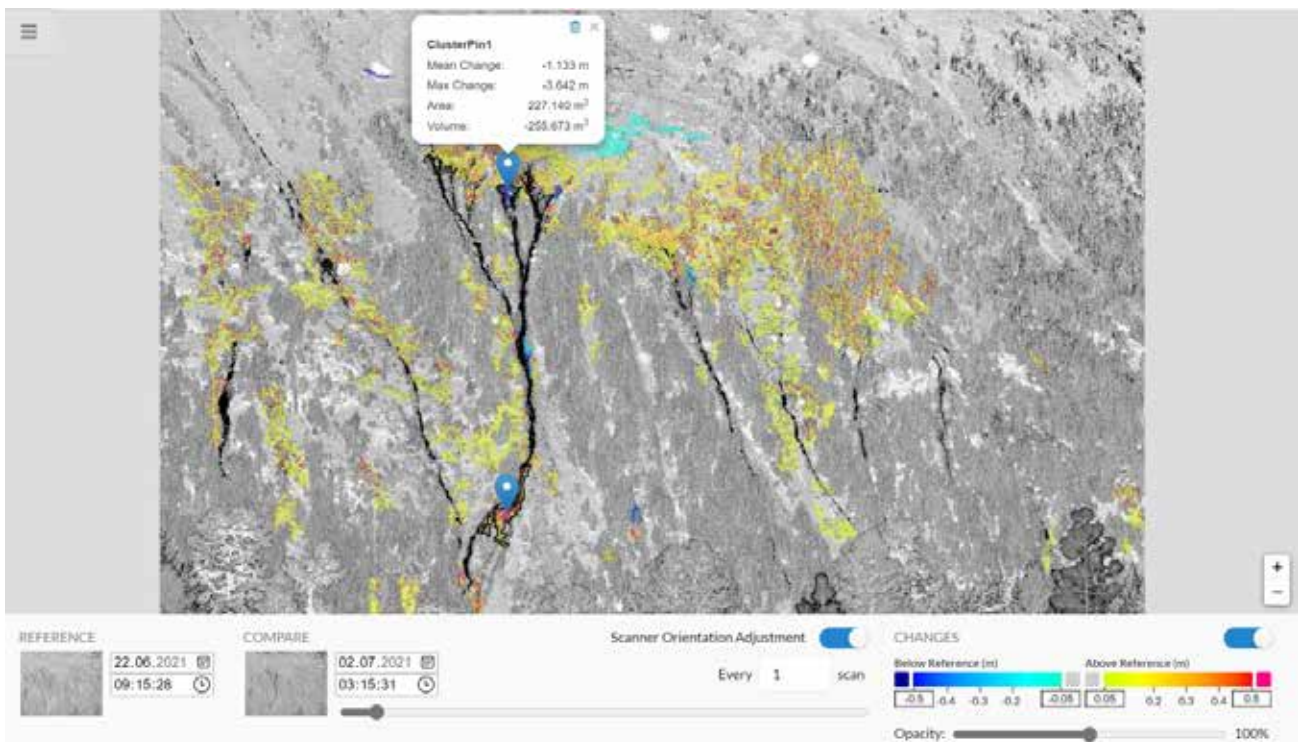 ClusterPin1
Mean Change: -1.133 m
Max Change: -3.642 m
Area: 227.140 m²
Volume: -255.673 m³
+
−
REFERENCE
22.06.2021
09:15:28
COMPARE
02.07.2021
03:15:31
Scanner Orientation Adjustment
Every 1 scan
CHANGES
Below Reference (m) Above Reference (m)
-0.5 -0.4 -0.3 -0.2 -0.05 0.05 0.2 0.3 0.4 0.5
Opacity: 100%